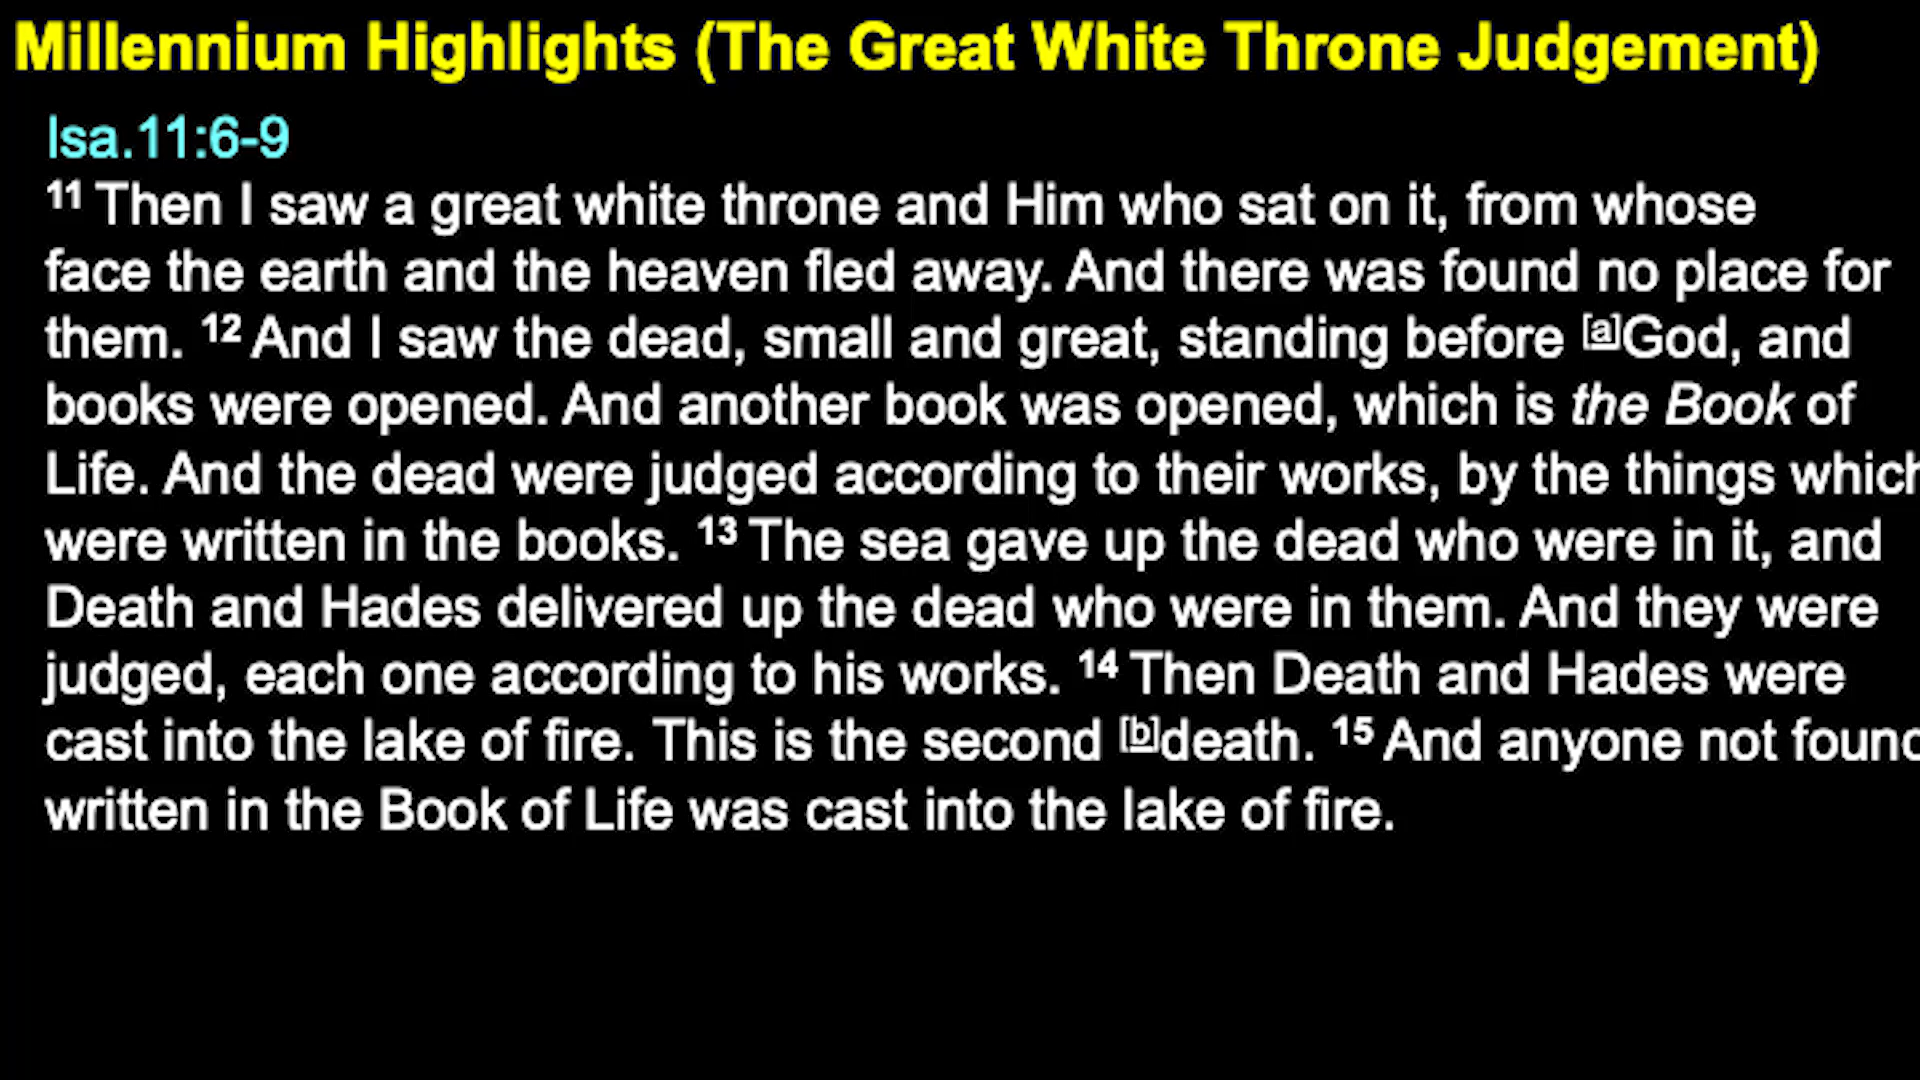 Millennium Highlights (The Great White Throne Judgement)
Isa.11:6-9
11 Then I saw a great white throne and Him who sat on it, from whose
face the earth and the heaven fled away. And there was found no place for
them. 12 And I saw the dead, small and great, standing before [a]God, and
books were opened. And another book was opened, which is the Book of
Life. And the dead were judged according to their works, by the things which
were written in the books. 13 The sea gave up the dead who were in it, and
Death and Hades delivered up the dead who were in them. And they were
judged, each one according to his works. 14 Then Death and Hades were
cast into the lake of fire. This is the second [b]death. 15 And anyone not found
written in the Book of Life was cast into the lake of fire.